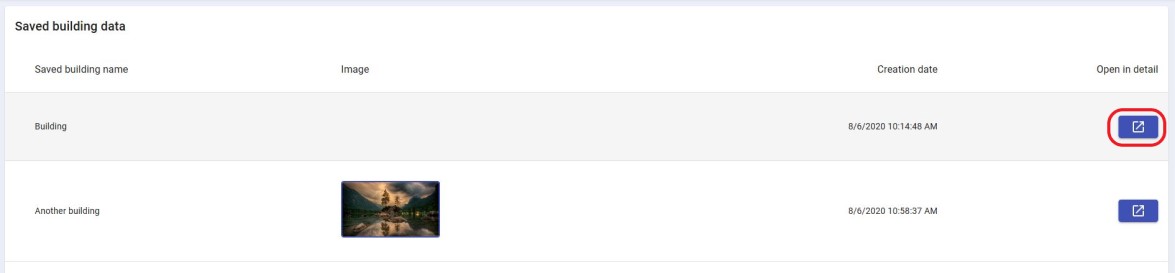 Saved building data
Saved building name Image Creation date Open in detail
Building 8/6/2020 10:14:48 AM
Another building 8/6/2020 10:58:37 AM